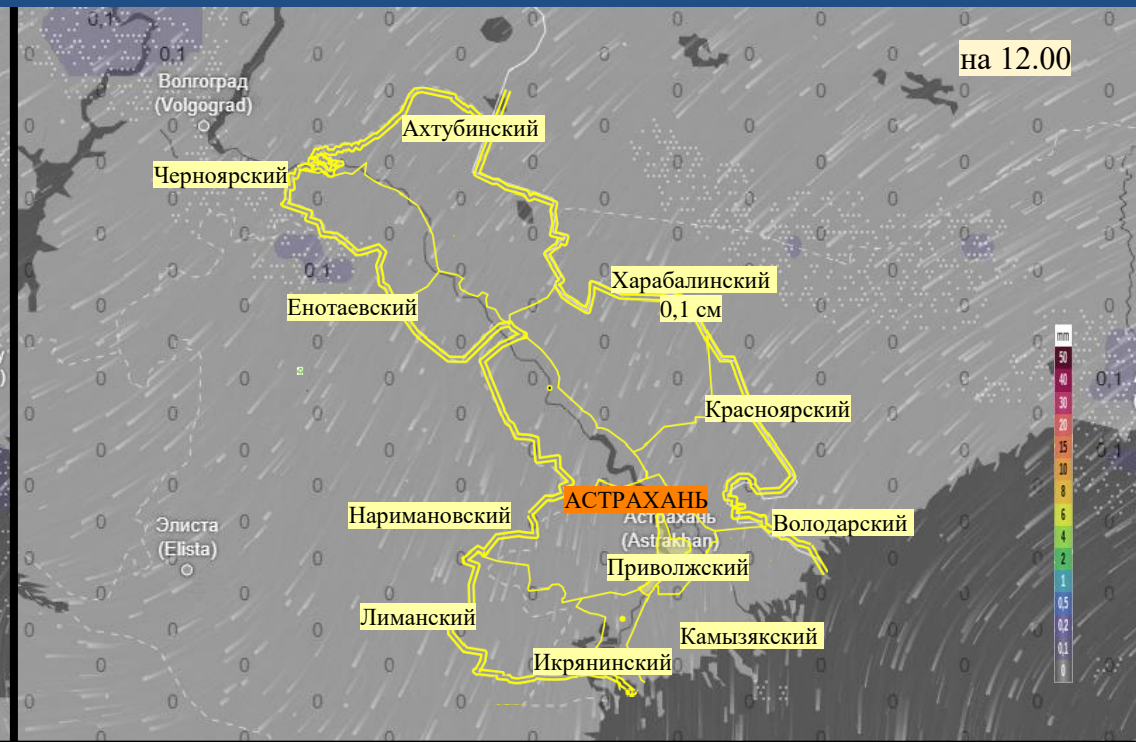 на 12.00
0,1
0,1
Волгоград
(Volgograd)
Ахтубинский
Черноярский
0,1
Харабалинский
0,1 см
Енотаевский
0,1
Красноярский
0,1
АСТРАХАНЬ
Астрахань
(Astrakhan)
Наримановский
Элиста
(Elista)
Володарский
Приволжский
Лиманский
Камызякский
Икрянинский
mm
50
40
30
20
15
10
8
6
4
2
1
0,5
0,2
0,1
0